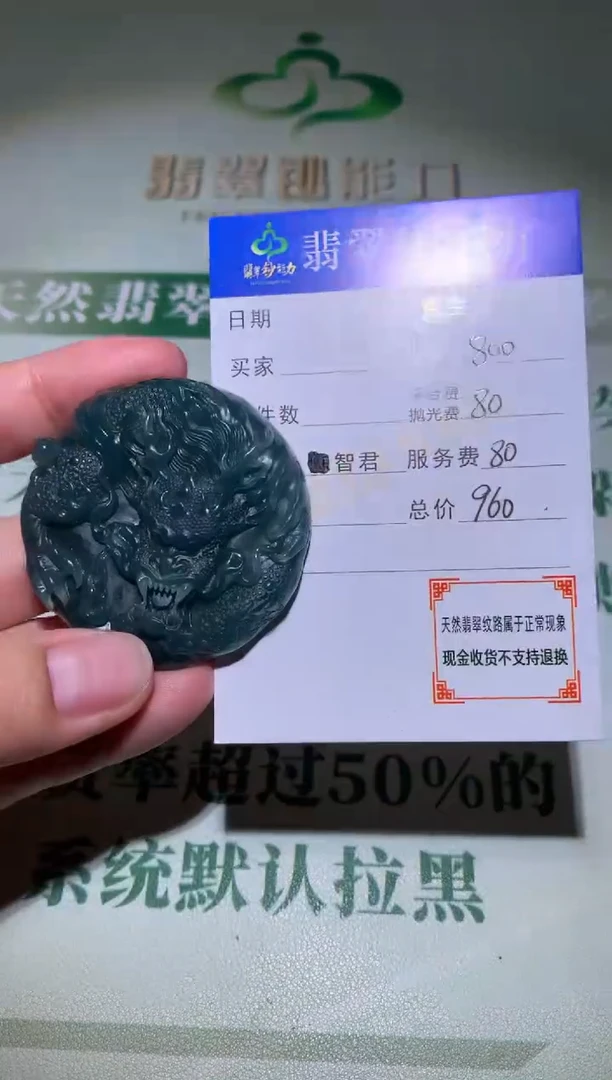 翡翠
天然翡翠
翡翠
日期
买家
800
件数
抛光费 80
智君
服务费 80
总价 960
天然翡翠纹路属于正常现象
现金收货不支持退换
率超过50%的
系统默认拉黑